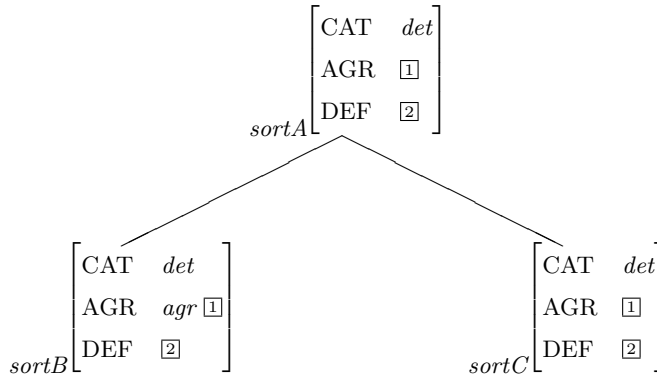 CAT det
AGR 1
DEF 2
sortA
CAT det
AGR agr 1
DEF 2
sortB
CAT det
AGR 1
DEF 2
sortC